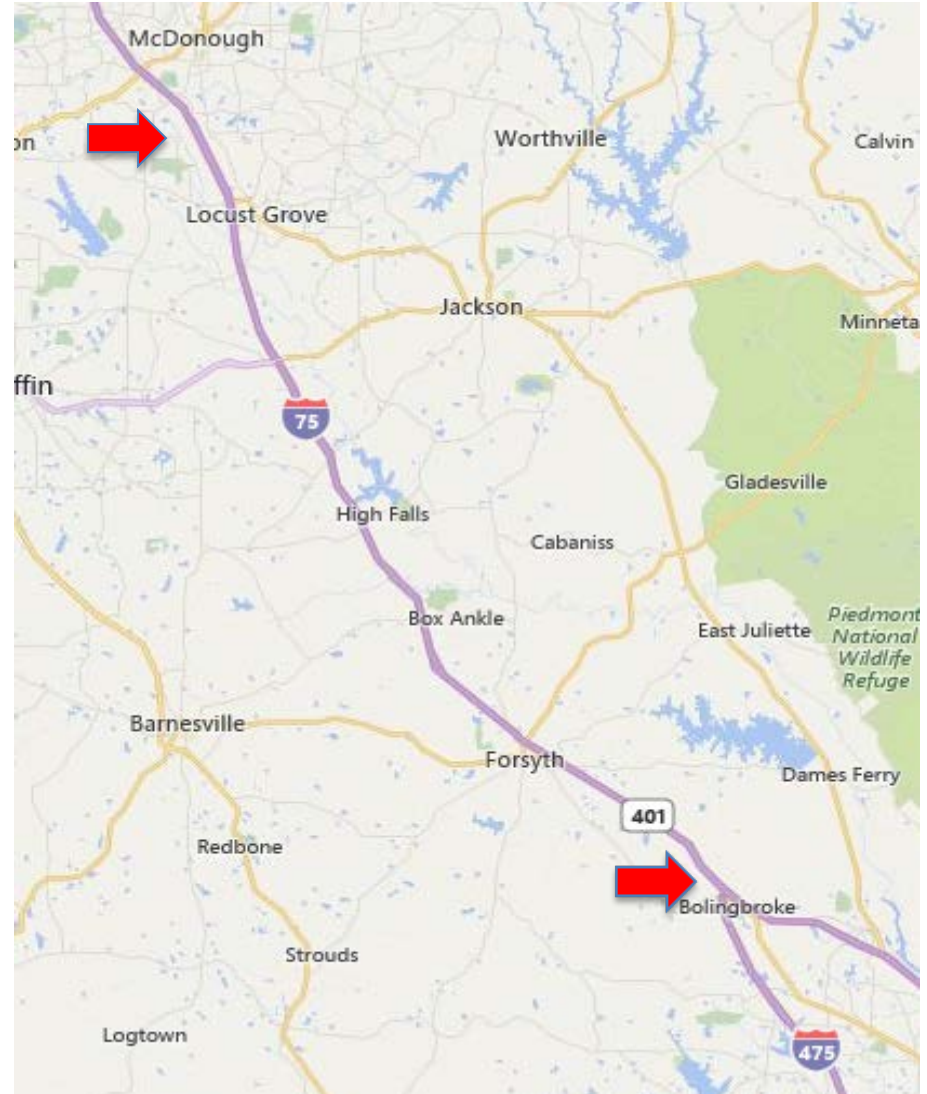 McDonough
on
Worthville
Calvin
Locust Grove
Jackson
Minneta
ffin
75
Gladesville
High Falls
Cabaniss
Box Ankle
East Juliette
Piedmont
National
Wildlife
Refuge
Barnesville
Forsyth
Dames Ferry
401
Redbone
Bolingbroke
Strouds
Logtown
475